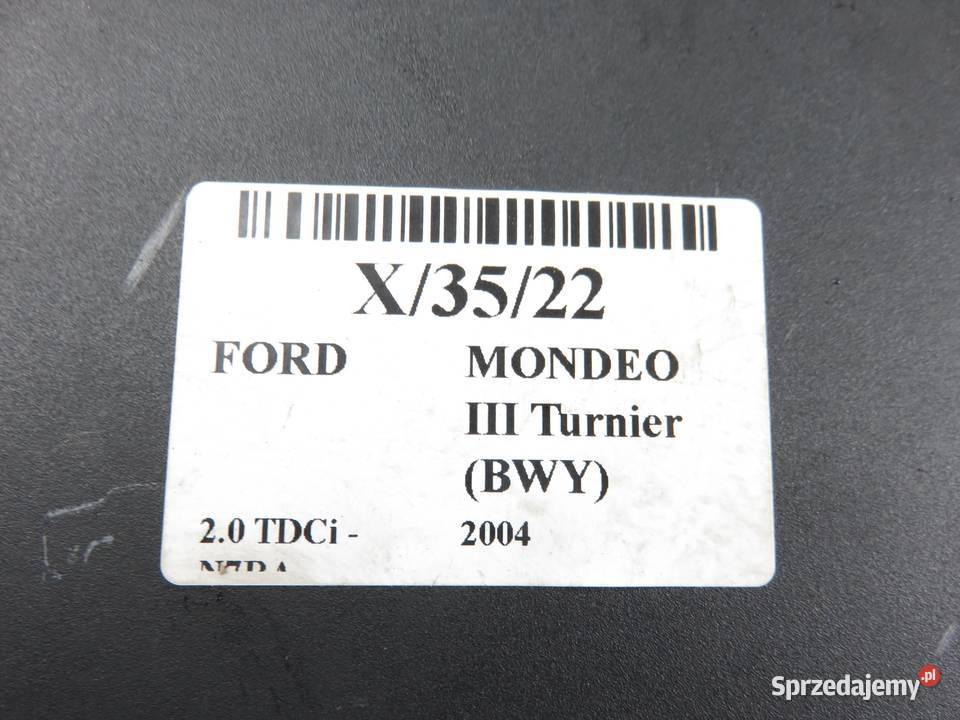 X/35/22
FORD MONDEO
III Turnier
(BWY)
2.0 TDCi - 2004
Sprzedajemy.pl